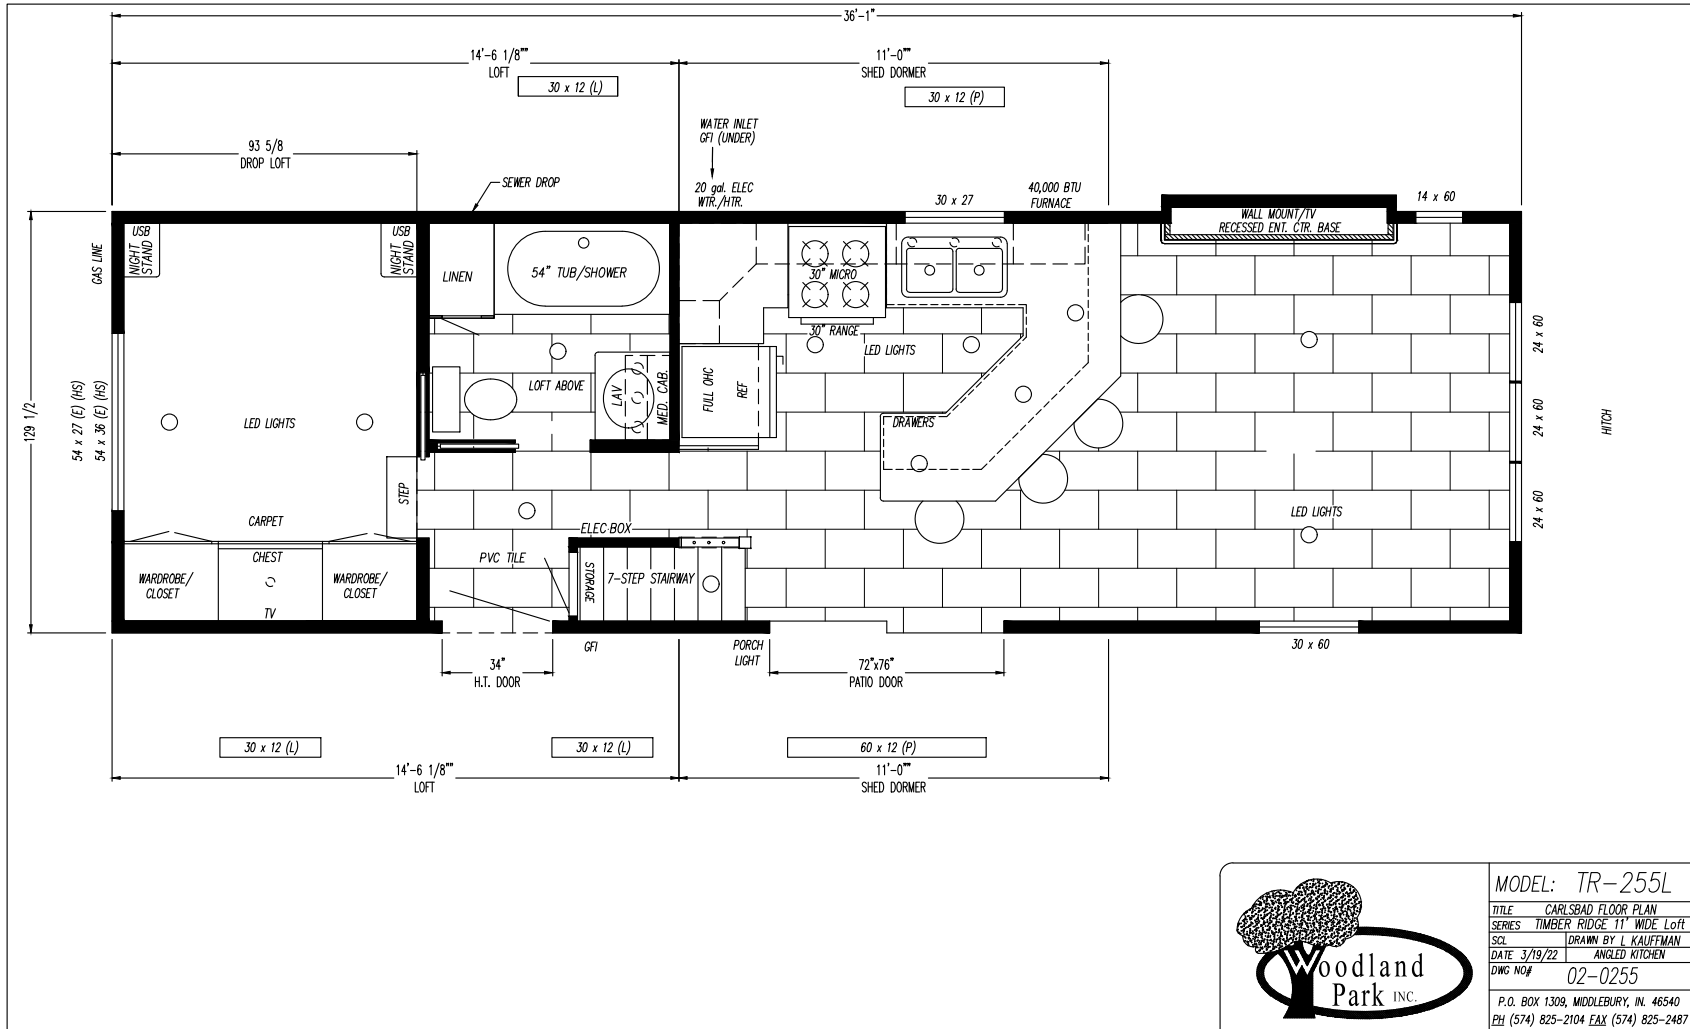 36'-1"
14'-6 1/8""
LOFT
11'-0""
SHED DORMER
30 x 12 (L)
30 x 12 (P)
WATER INLET
GFI (UNDER)
93 5/8
DROP LOFT
SEWER DROP
20 gal. ELEC
WTR./HTR.
30 x 27
40,000 BTU
FURNACE
14 x 60
WALL MOUNT/TV
RECESSED ENT. CTR. BASE
GAS LINE
USB
NIGHT
STAND
USB
NIGHT
STAND
LINEN
54" TUB/SHOWER
30" MICRO
30" RANGE
LED LIGHTS
24 x 60
LOFT ABOVE
LAV
MED. CAB.
FULL OHC
REF
129 1/2
54 x 27 (E) (HS)
54 x 36 (E) (HS)
LED LIGHTS
DRAWERS
24 x 60
HITCH
STEP
CARPET
ELEC BOX
LED LIGHTS
24 x 60
CHEST
PVC TILE
WARDROBE/
CLOSET
WARDROBE/
CLOSET
STORAGE
7-STEP STAIRWAY
TV
GFI
PORCH
LIGHT
30 x 60
34"
H.T. DOOR
72"x76"
PATIO DOOR
30 x 12 (L)
30 x 12 (L)
60 x 12 (P)
14'-6 1/8""
LOFT
11'-0""
SHED DORMER
Woodland
Park INC.
MODEL: TR-255L
TITLE CARLSBAD FLOOR PLAN
SERIES TIMBER RIDGE 11' WIDE Loft
SCL DRAWN BY L KAUFFMAN
DATE 3/19/22 ANGLED KITCHEN
DWG NO# 02-0255
P.O. BOX 1309, MIDDLEBURY, IN. 46540
PH (574) 825-2104 FAX (574) 825-2487